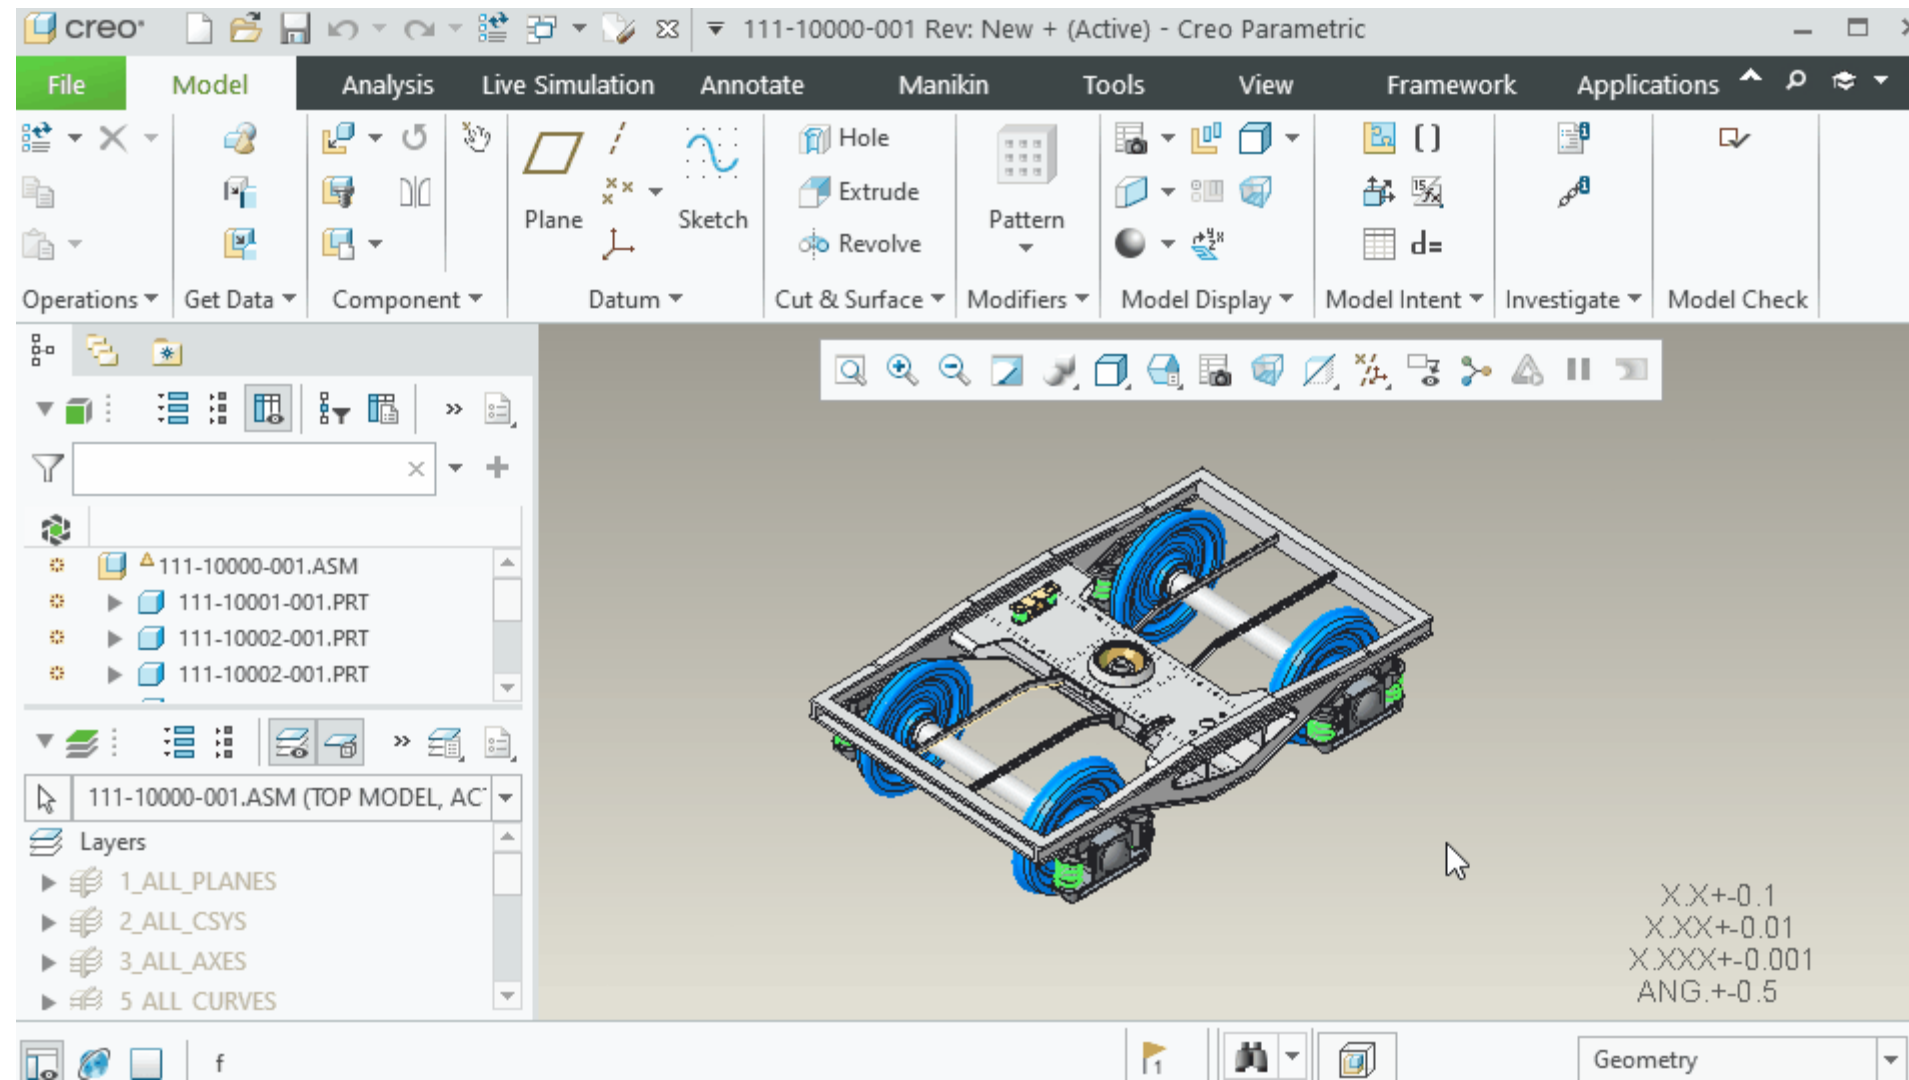 creo
111-10000-001 Rev: New + (Active) - Creo Parametric
File Model Analysis Live Simulation Annotate Manikin Tools View Framework Applications
Hole
Extrude
Plane Sketch Pattern
Revolve
d=
Operations Get Data Component Datum Cut & Surface Modifiers Model Display Model Intent Investigate Model Check
111-10000-001.ASM
111-10001-001.PRT
111-10002-001.PRT
111-10002-001.PRT
111-10000-001.ASM (TOP MODEL, AC
Layers
1_ALL_PLANES
2_ALL_CSYS
3_ALL_AXES
5 ALL CURVES
X.X+-0.1
X.XX+-0.01
X.XXX+-0.001
ANG.+-0.5
f
1
Geometry